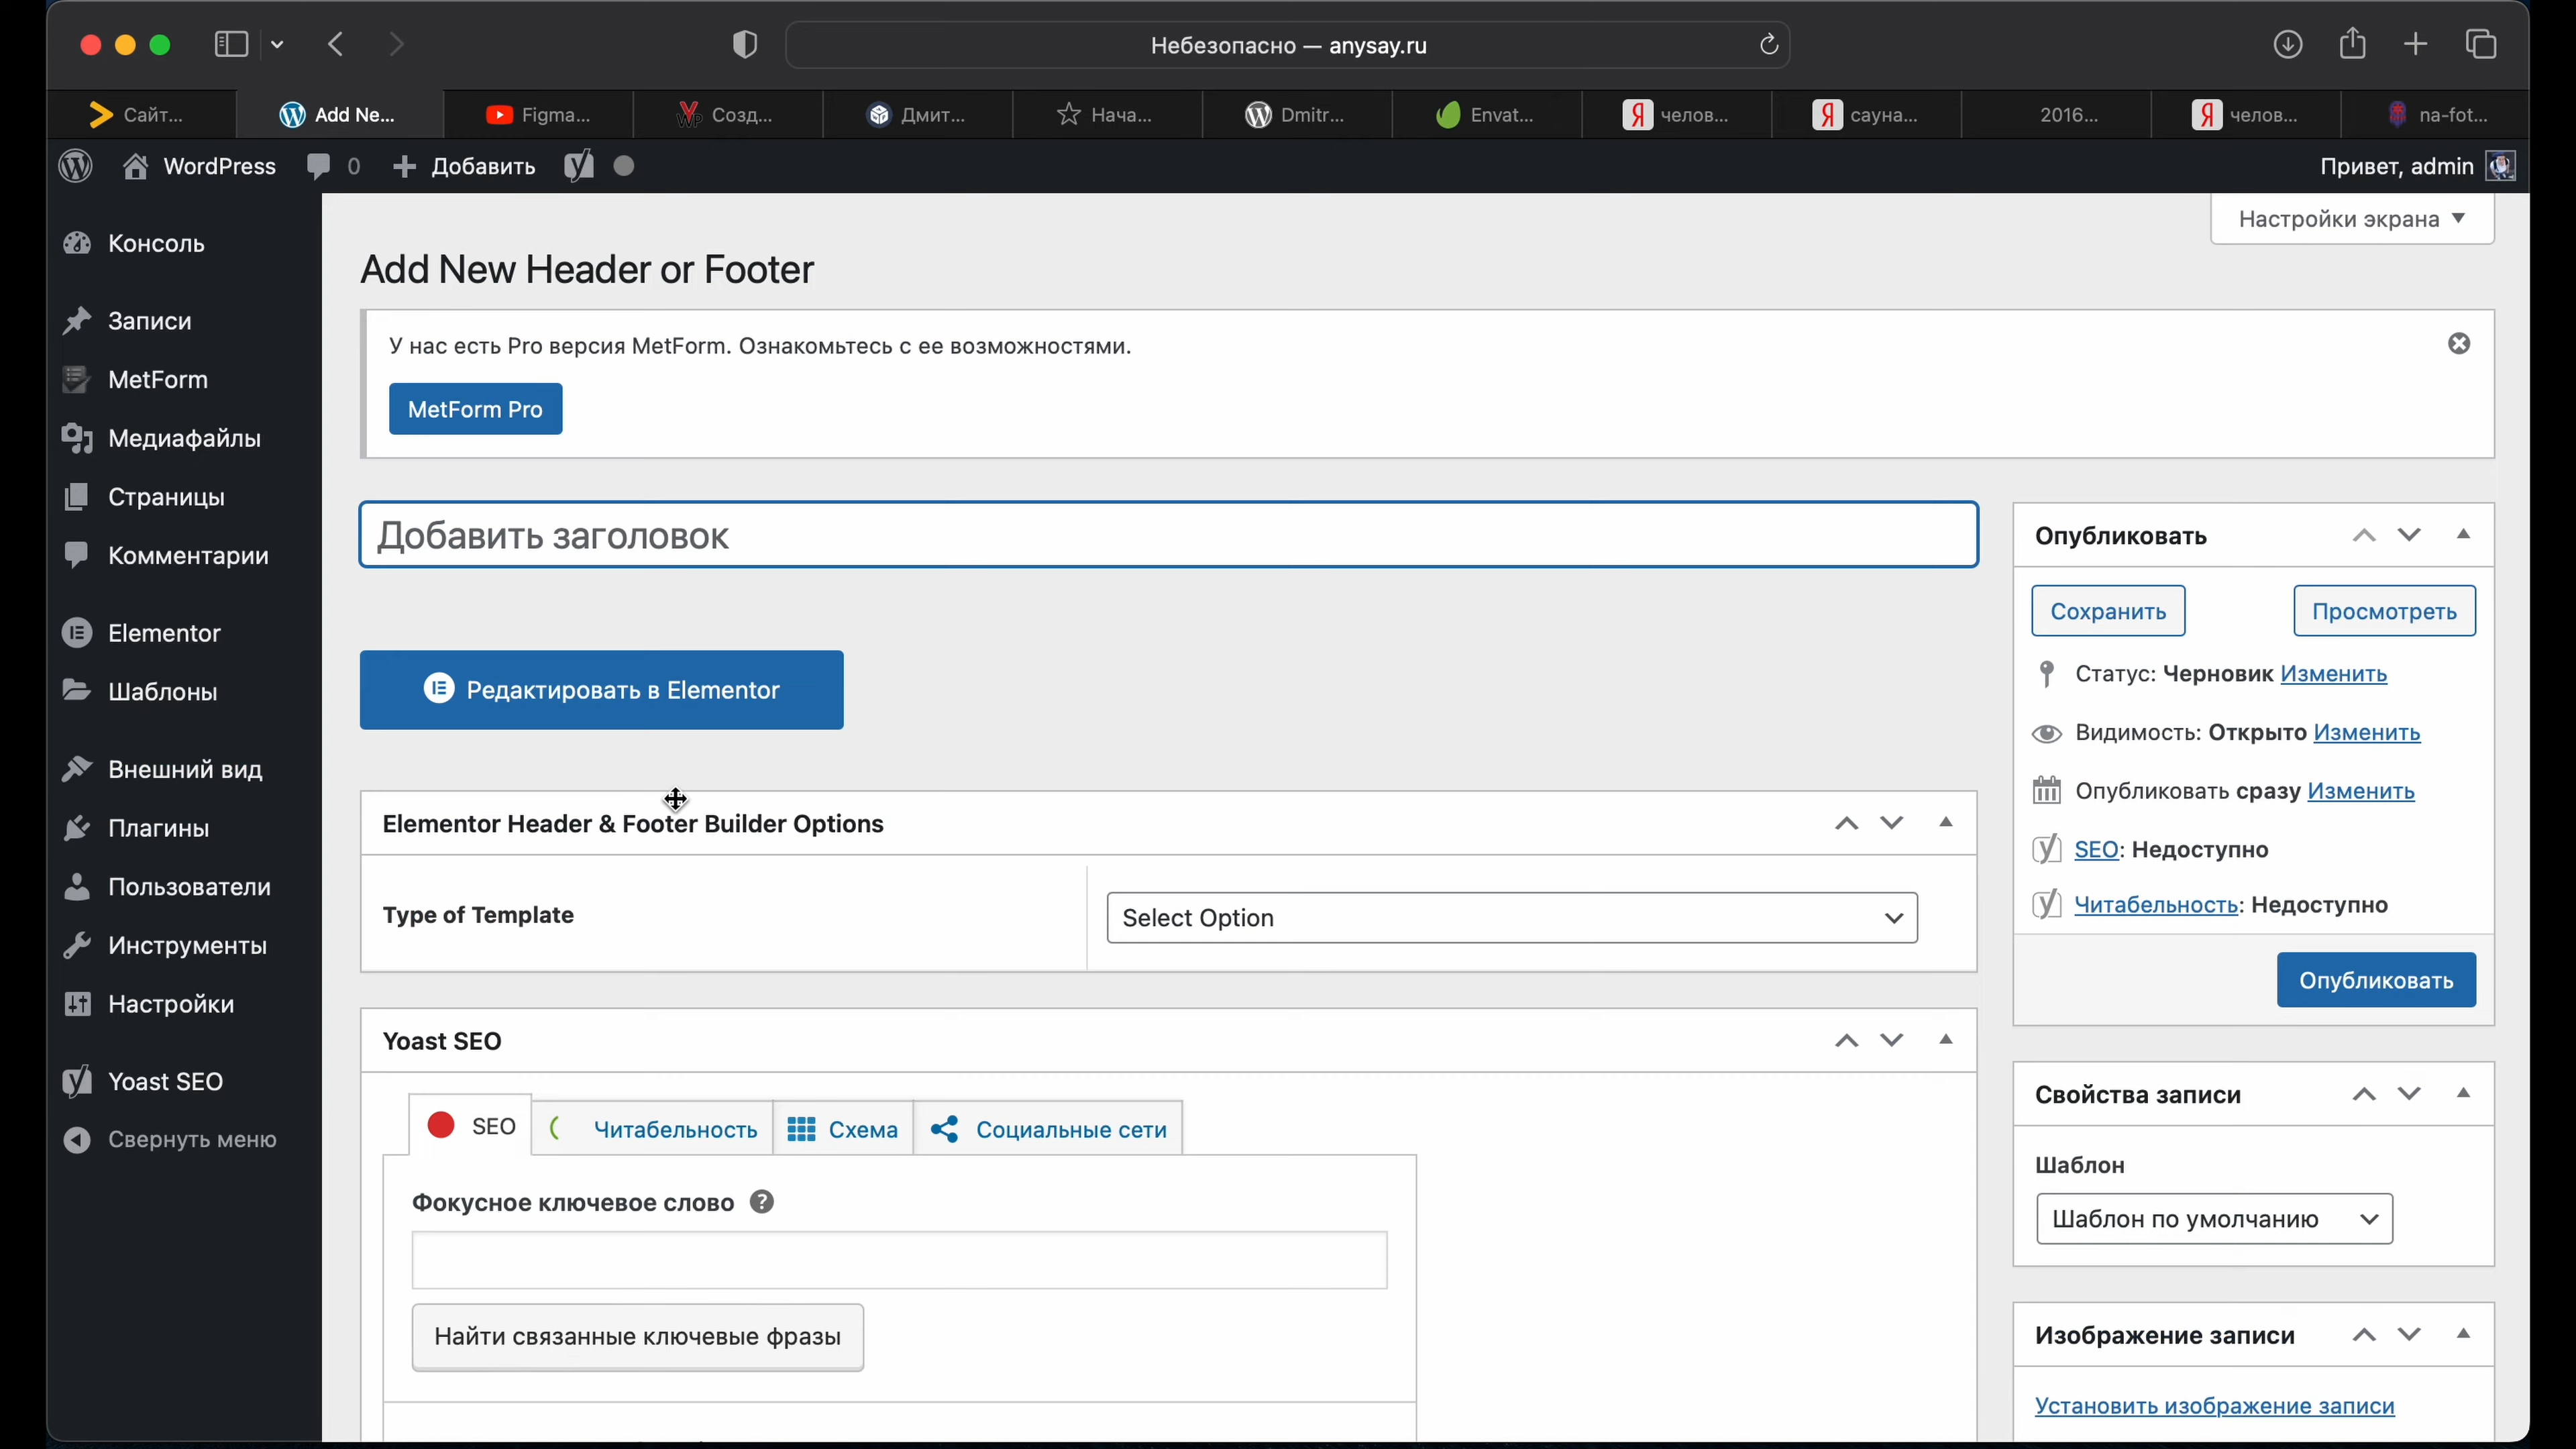 Небезопасно — anysay.ru
Сайт...
Add Ne...
Figma...
Созд...
Дмит...
Нача...
Dmitr...
Envat...
челов...
сауна...
2016...
челов...
na-fot...
WordPress
0
Добавить
Привет, admin
Консоль
Записи
MetForm
Медиафайлы
Страницы
Комментарии
Elementor
Шаблоны
Внешний вид
Плагины
Пользователи
Инструменты
Настройки
Yoast SEO
Свернуть меню
Настройки экрана
Add New Header or Footer
У нас есть Pro версия MetForm. Ознакомьтесь с ее возможностями.
MetForm Pro
Добавить заголовок
Редактировать в Elementor
Elementor Header & Footer Builder Options
Type of Template
Select Option
Yoast SEO
SEO
Читабельность
Схема
Социальные сети
Фокусное ключевое слово
Найти связанные ключевые фразы
Опубликовать
Сохранить
Просмотреть
Статус: Черновик Изменить
Видимость: Открыто Изменить
Опубликовать сразу Изменить
SEO: Недоступно
Читабельность: Недоступно
Опубликовать
Свойства записи
Шаблон
Шаблон по умолчанию
Изображение записи
Установить изображение записи